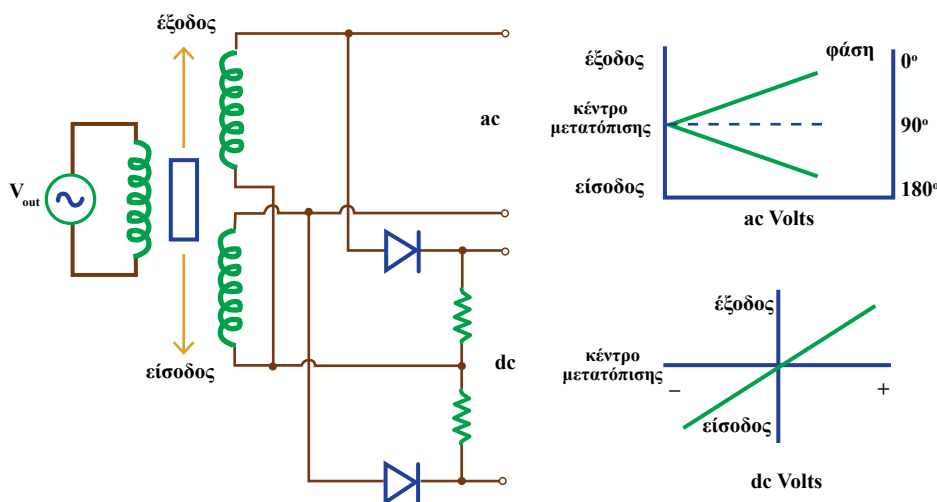 έξοδος
ac
V out
είσοδος
dc
έξοδος
φάση
0º
κέντρο
μετατόπισης
90º
είσοδος
180º
ac Volts
έξοδος
κέντρο
μετατόπισης
–
+
είσοδος
dc Volts